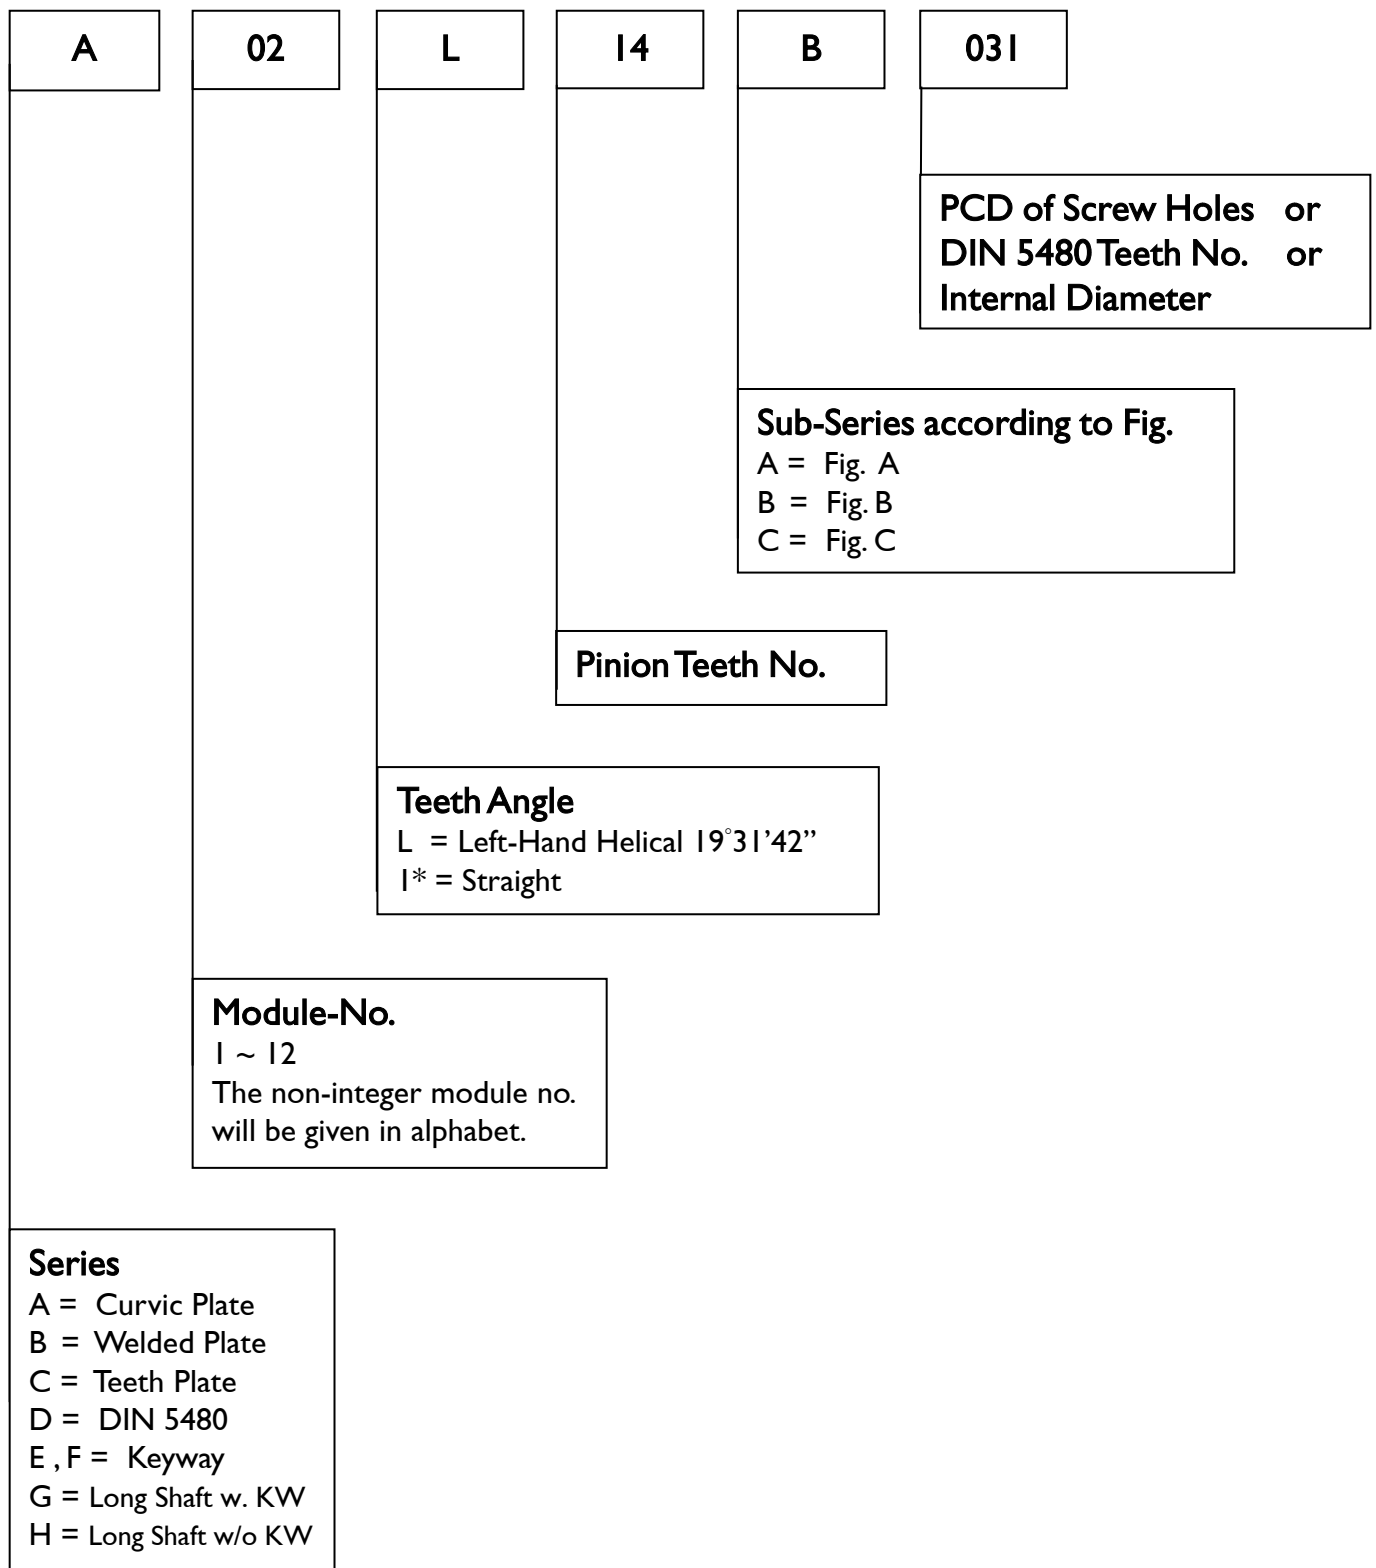 A 02 L 14 B 031
PCD of Screw Holes or
DIN 5480 Teeth No. or
Internal Diameter
Sub-Series according to Fig.
A = Fig. A
B = Fig. B
C = Fig. C
Pinion Teeth No.
Teeth Angle
L = Left-Hand Helical 19°31’42”
1* = Straight
Module-No.
1 ~ 12
The non-integer module no.
will be given in alphabet.
Series
A = Curvic Plate
B = Welded Plate
C = Teeth Plate
D = DIN 5480
E , F = Keyway
G = Long Shaft w. KW
H = Long Shaft w/o KW